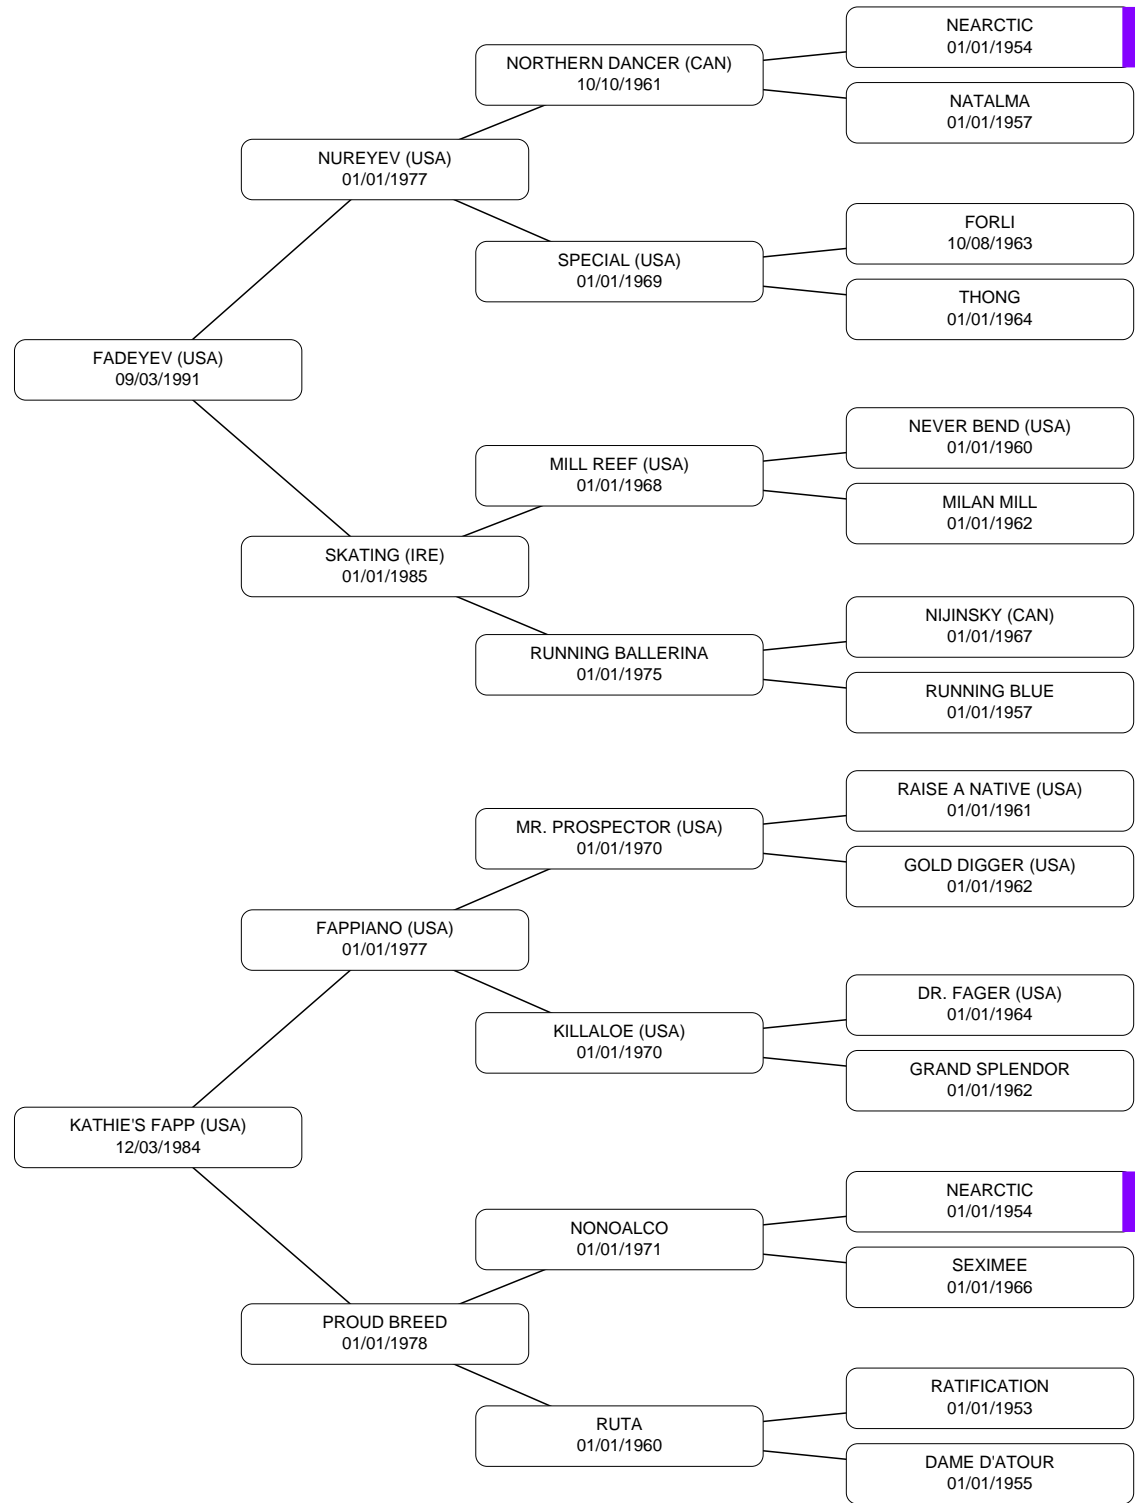 NEARCTIC
01/01/1954
NORTHERN DANCER (CAN)
10/10/1961
NATALMA
01/01/1957
NUREYEV (USA)
01/01/1977
FORLI
10/08/1963
SPECIAL (USA)
01/01/1969
THONG
01/01/1964
FADEYEV (USA)
09/03/1991
NEVER BEND (USA)
01/01/1960
MILL REEF (USA)
01/01/1968
MILAN MILL
01/01/1962
SKATING (IRE)
01/01/1985
NIJINSKY (CAN)
01/01/1967
RUNNING BALLERINA
01/01/1975
RUNNING BLUE
01/01/1957
RAISE A NATIVE (USA)
01/01/1961
MR. PROSPECTOR (USA)
01/01/1970
GOLD DIGGER (USA)
01/01/1962
FAPPIANO (USA)
01/01/1977
DR. FAGER (USA)
01/01/1964
KILLALOE (USA)
01/01/1970
GRAND SPLENDOR
01/01/1962
KATHIE'S FAPP (USA)
12/03/1984
NEARCTIC
01/01/1954
NONOALCO
01/01/1971
SEXIMEE
01/01/1966
PROUD BREED
01/01/1978
RATIFICATION
01/01/1953
RUTA
01/01/1960
DAME D'ATOUR
01/01/1955